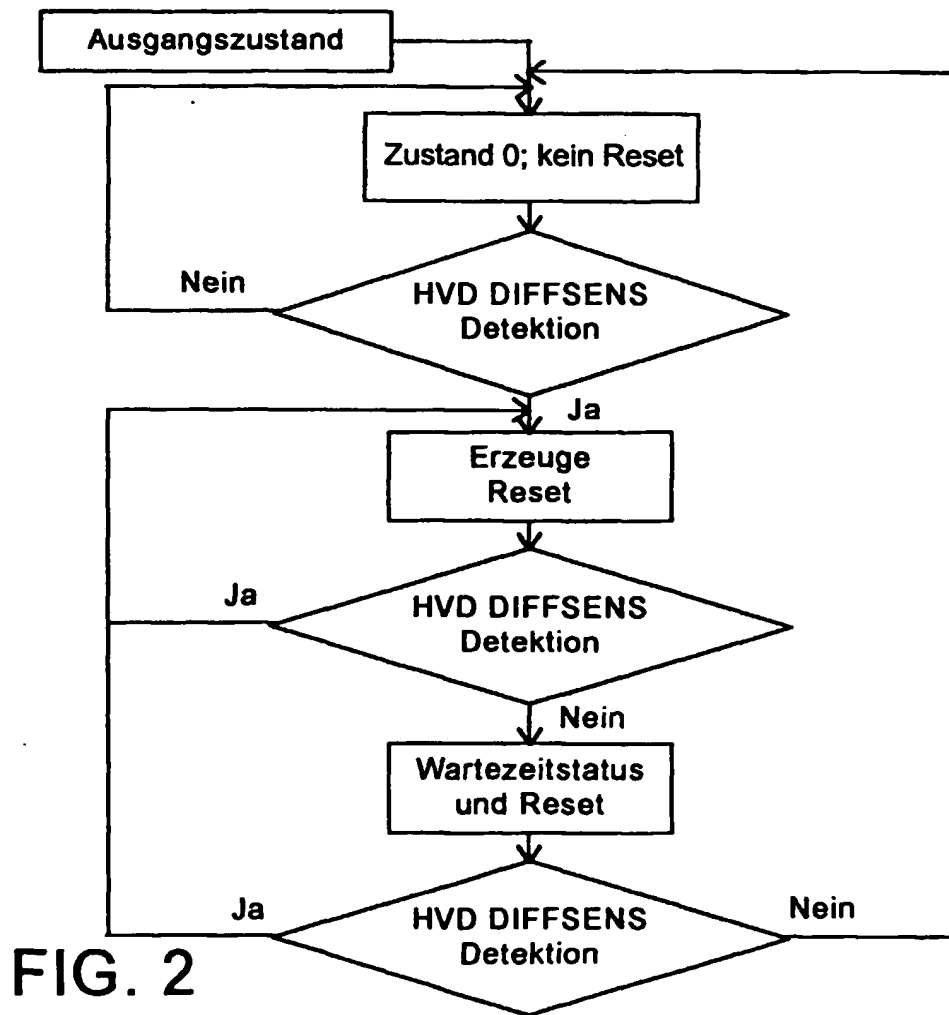 Ausgangszustand
Zustand 0; kein Reset
Nein
HVD DIFFSENS
Detektion
Ja
Erzeuge
Reset
Ja
HVD DIFFSENS
Detektion
Nein
Wartezeitstatus
und Reset
Ja
HVD DIFFSENS
Detektion
Nein
FIG. 2